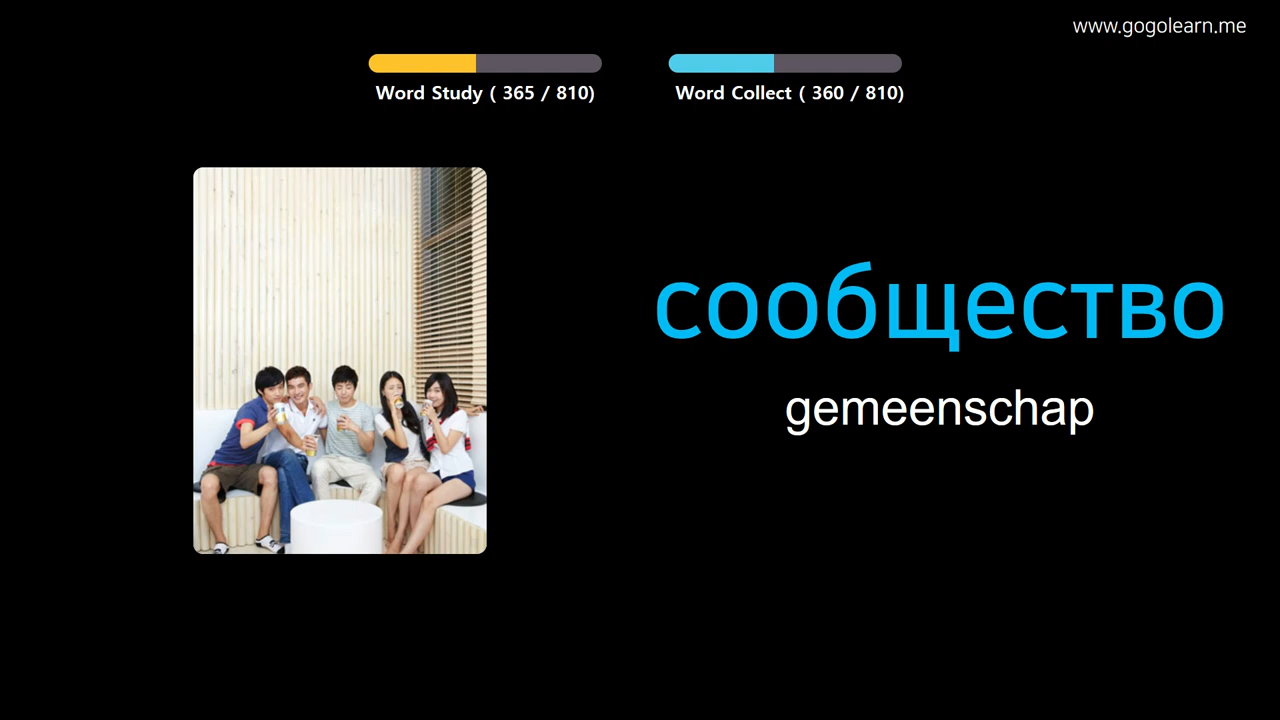 www.gogolearn.me
Word Study ( 365 / 810)
Word Collect ( 360 / 810)
сообщество
gemeenschap